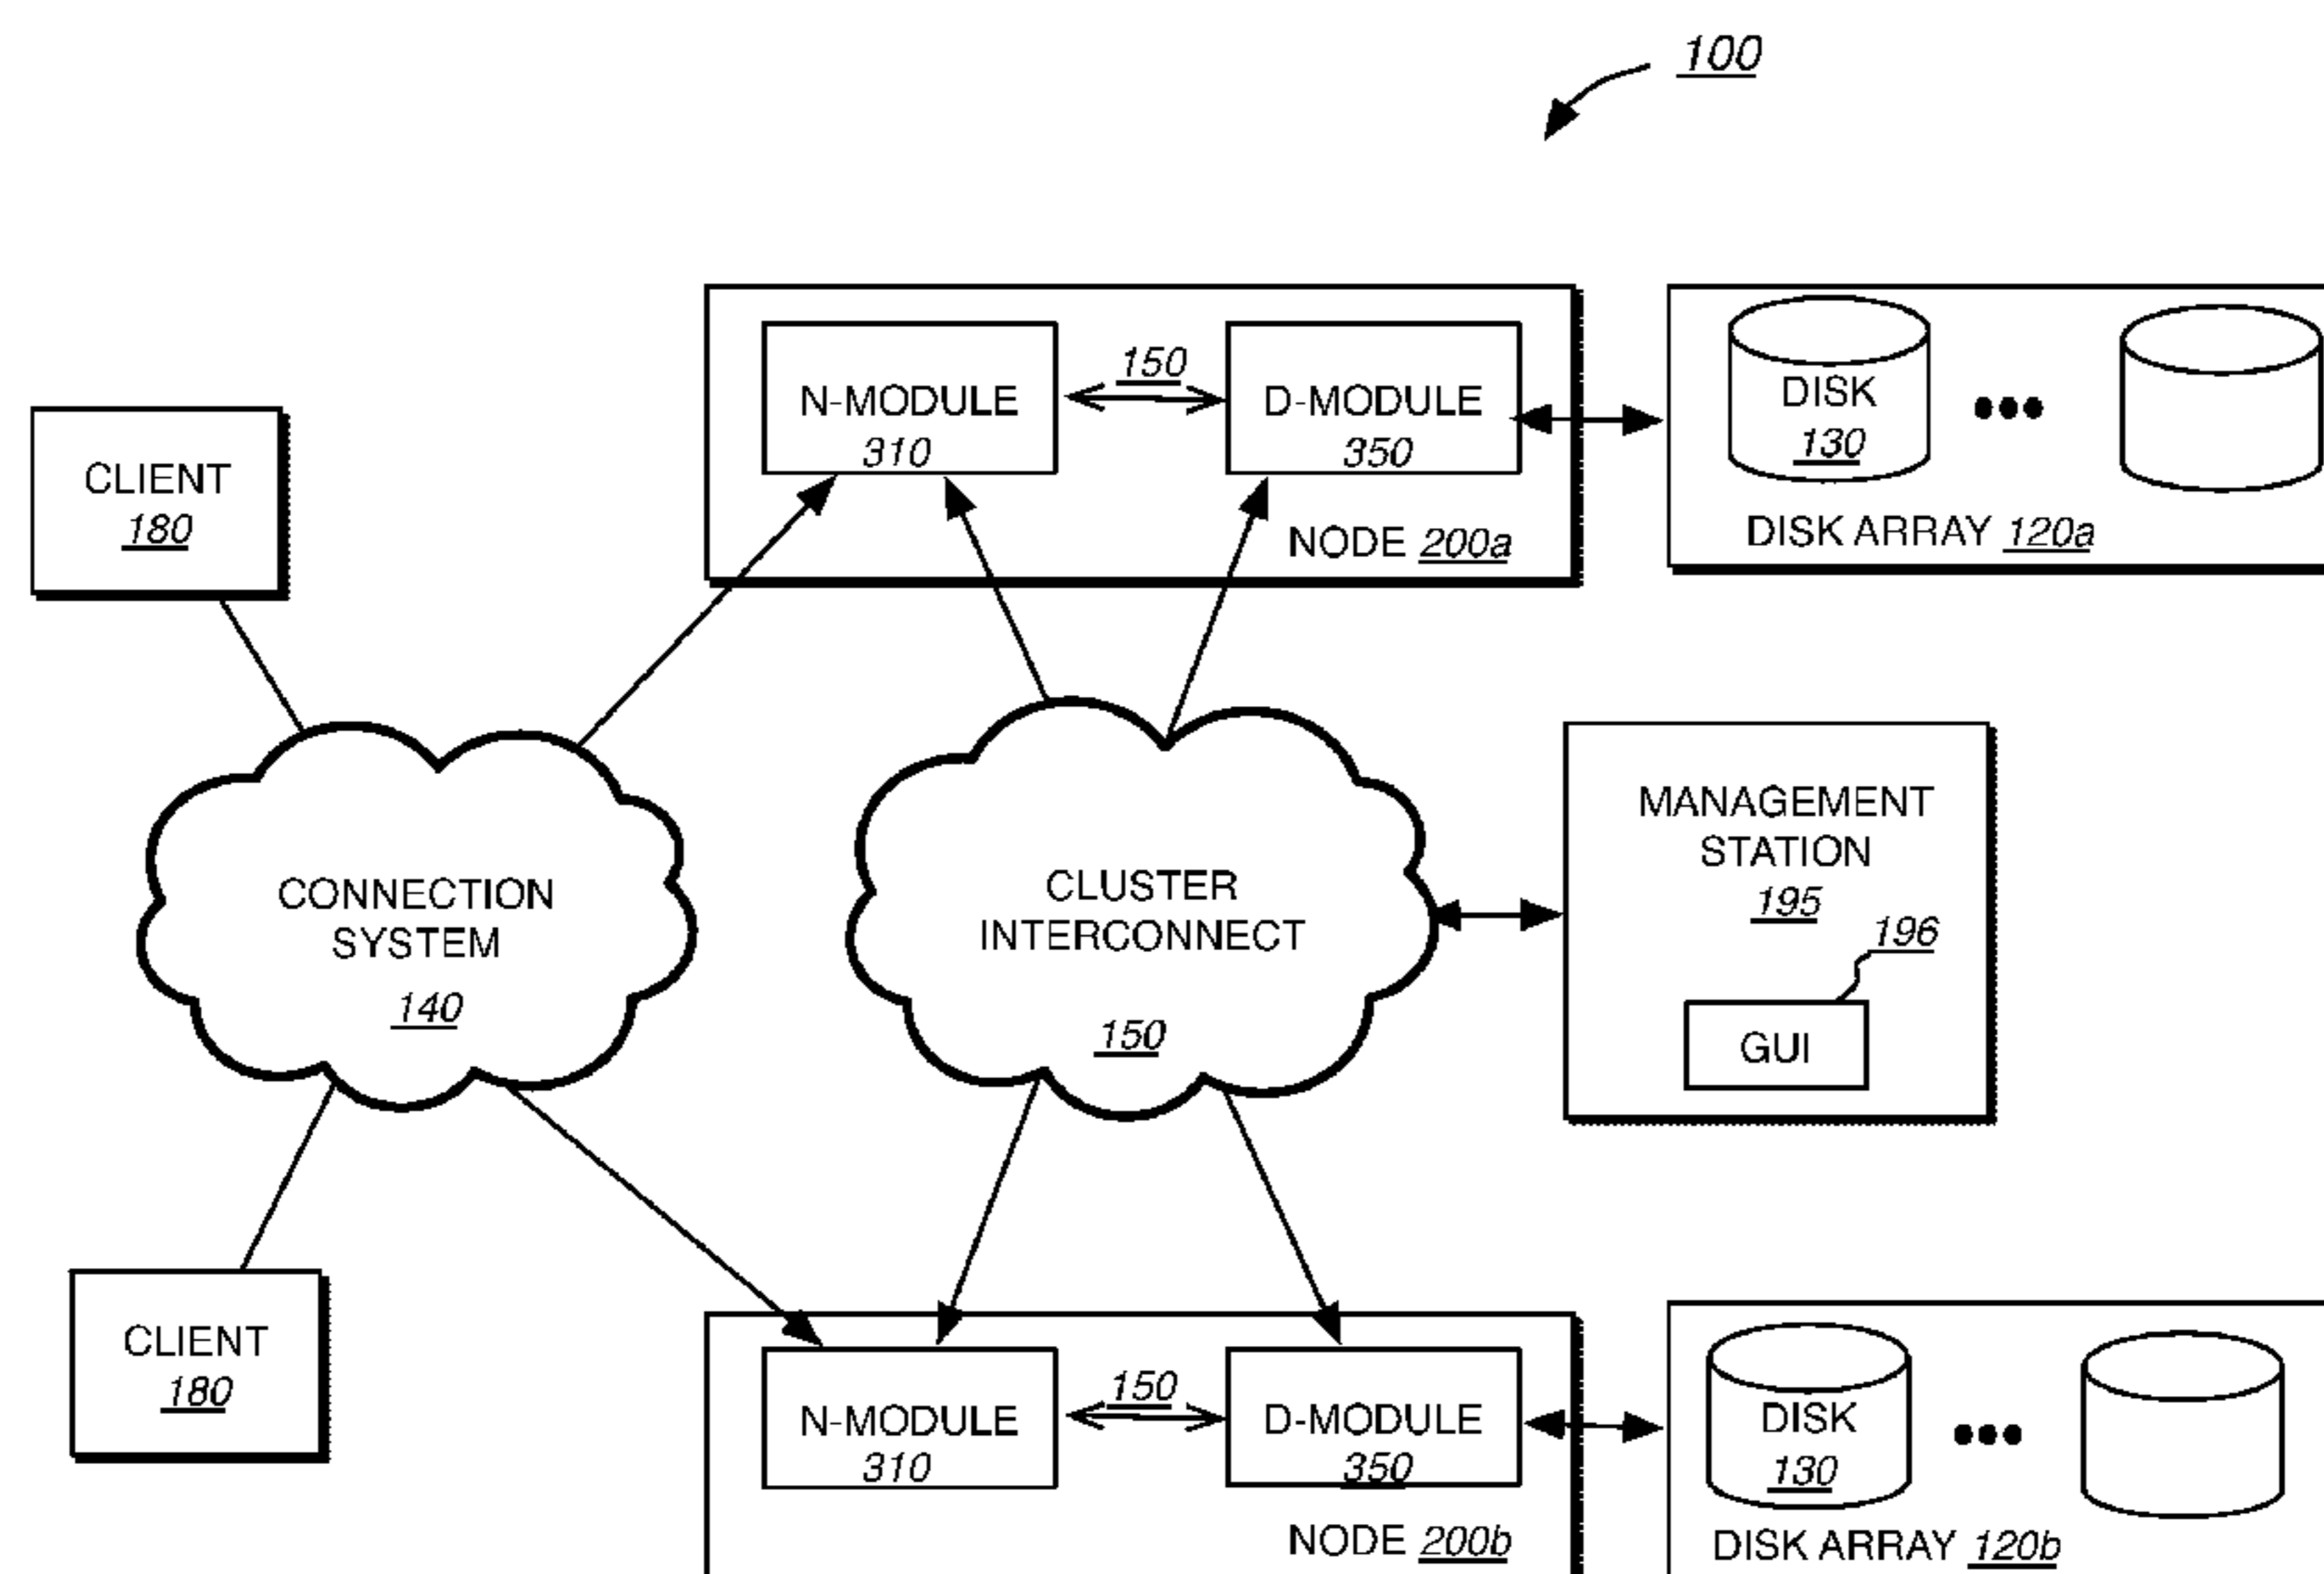 100
N-MODULE
310
150
D-MODULE
350
NODE 200a
DISK
130
DISK ARRAY 120a
CLIENT
180
CONNECTION
SYSTEM
140
CLUSTER
INTERCONNECT
150
MANAGEMENT
STATION
195
196
GUI
CLIENT
180
N-MODULE
310
150
D-MODULE
350
NODE 200b
DISK
130
DISK ARRAY 120b